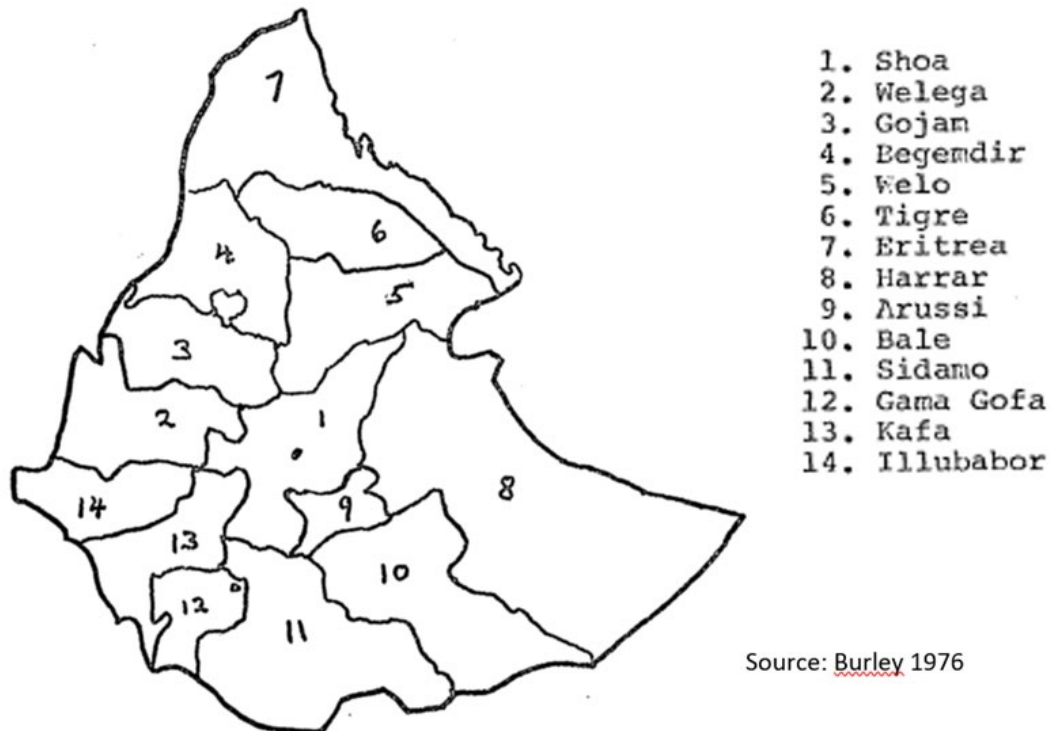 7
6
4
5
3
1
2
8
9
14
13
10
12
11
1. Shoa
2. Welega
3. Gojam
4. Begemdir
5. Welo
6. Tigre
7. Eritrea
8. Harrar
9. Arussi
10. Bale
11. Sidamo
12. Gama Gofa
13. Kafa
14. Illubabor
Source: Burley 1976